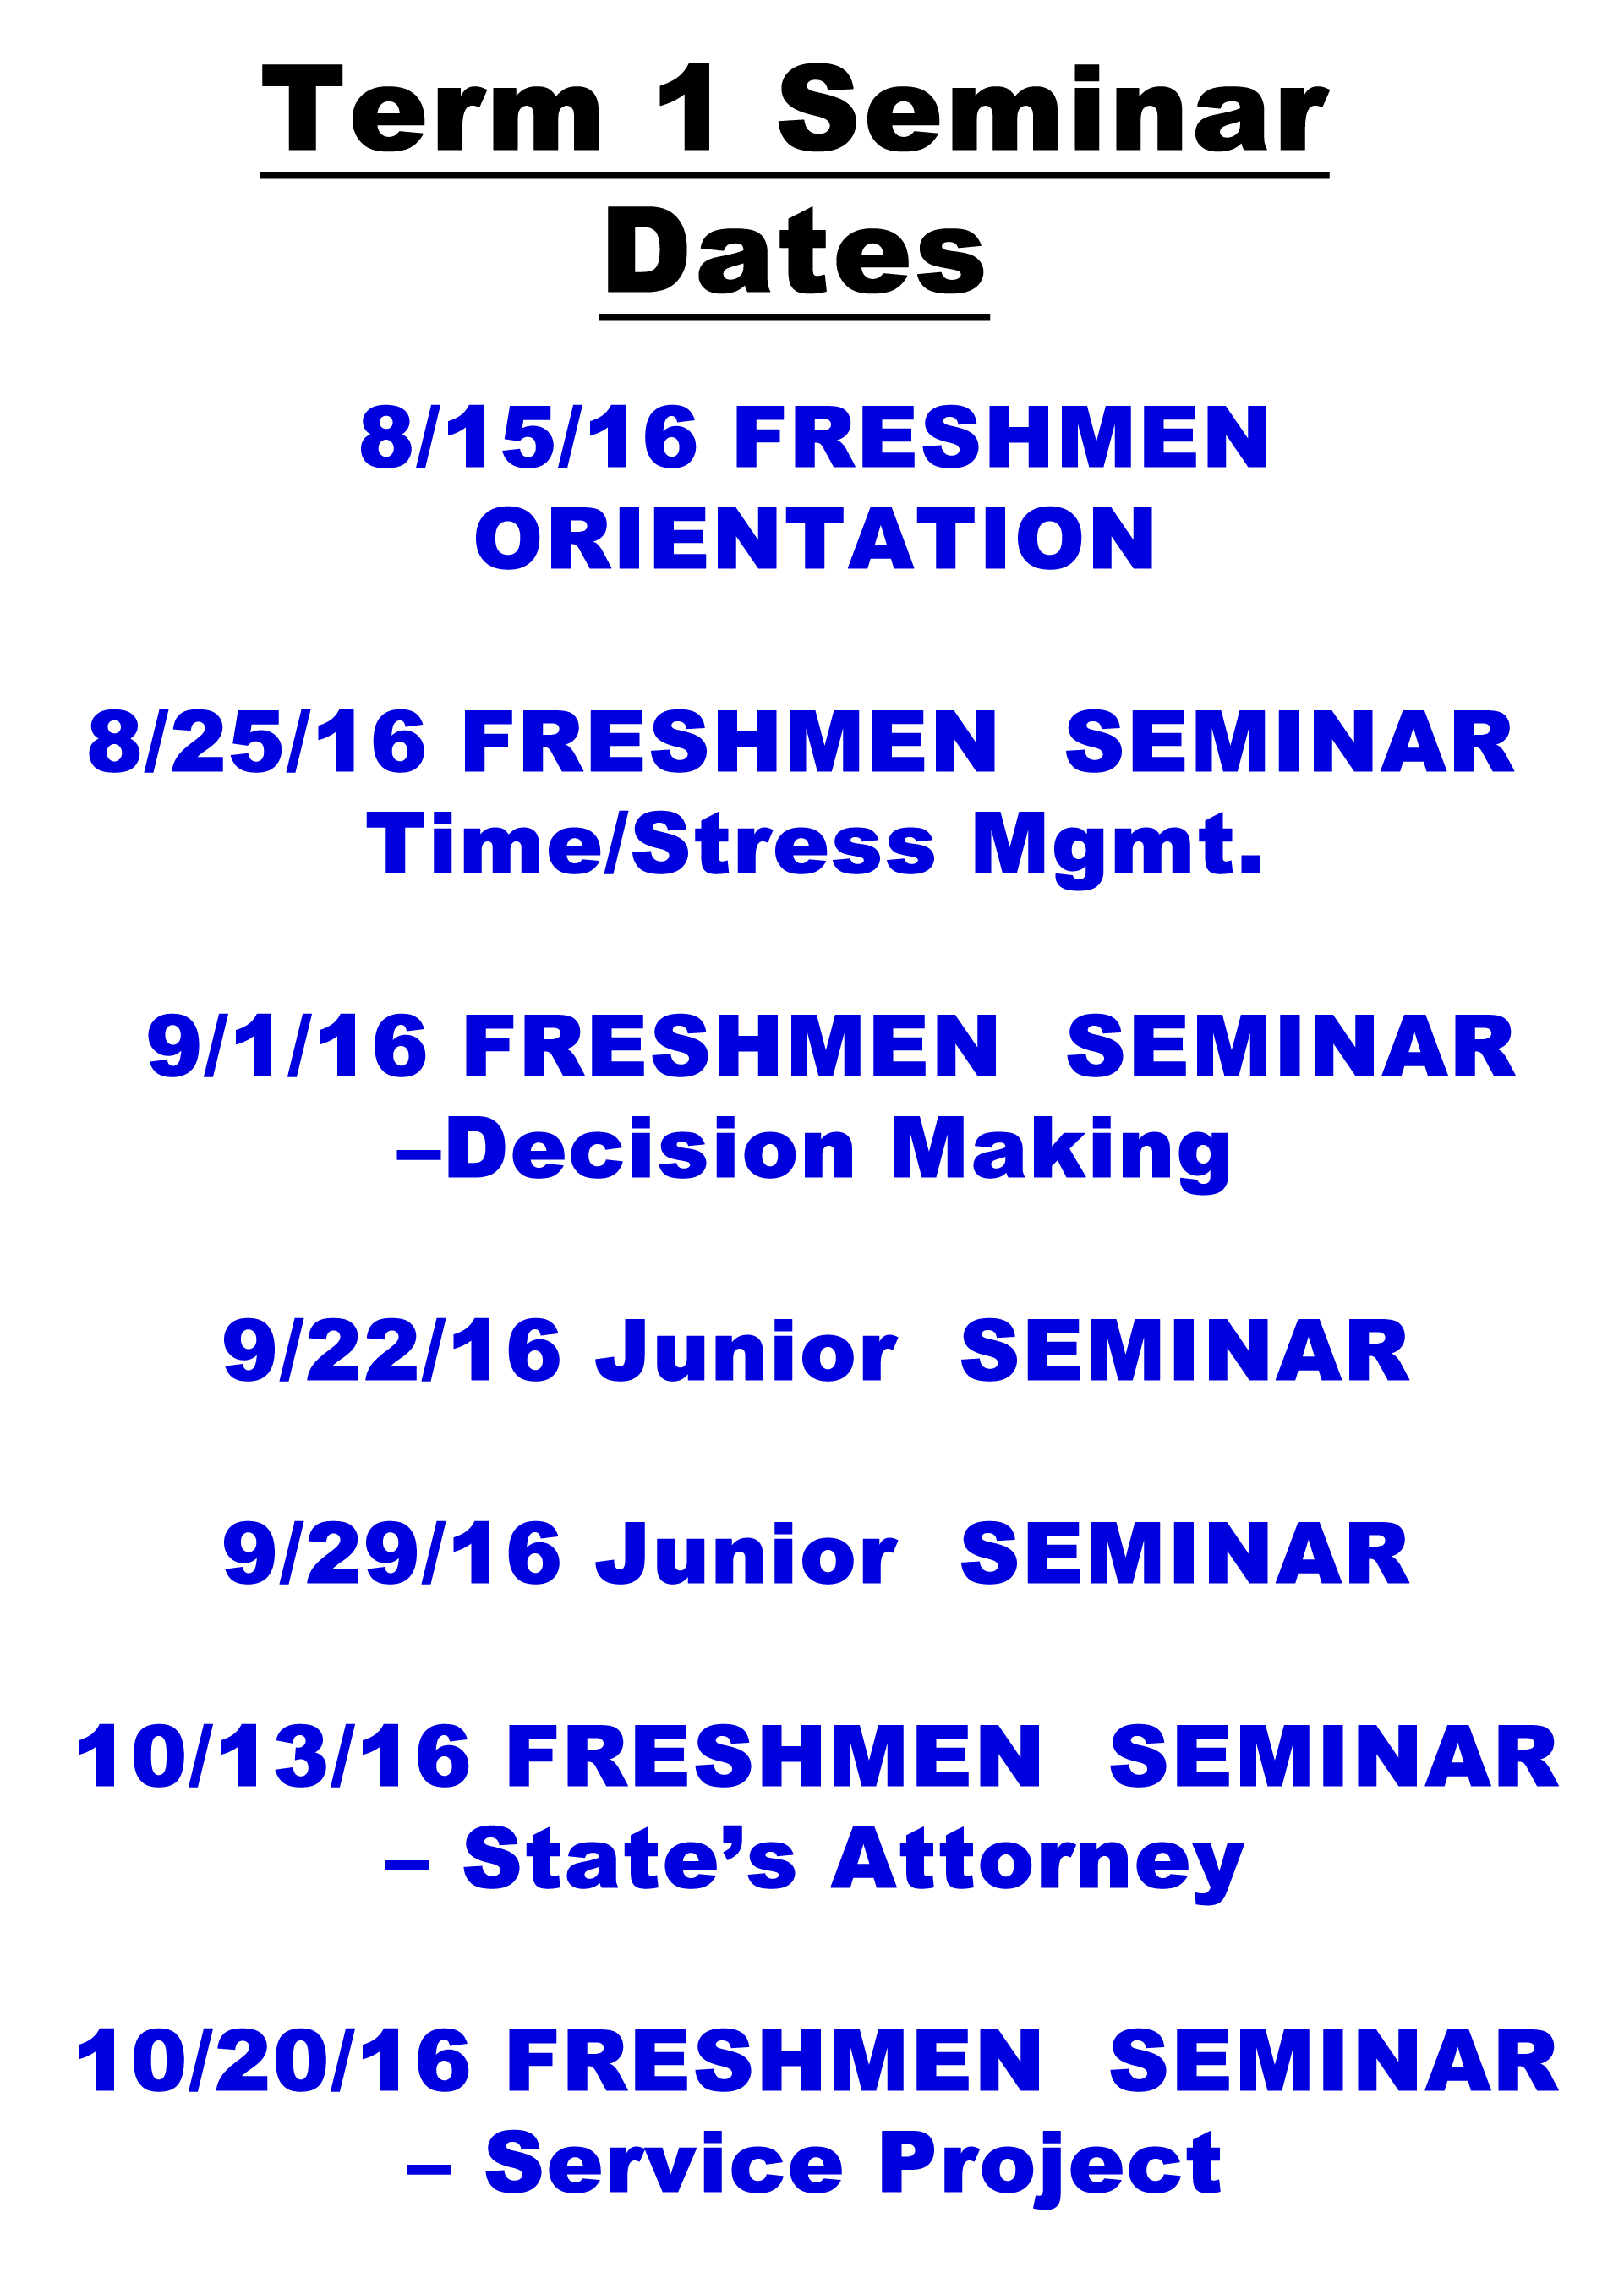 Term 1 Seminar
Dates
8/15/16 FRESHMEN
ORIENTATION
8/25/16 FRESHMEN  SEMINAR
Time/Stress Mgmt.
9/1/16 FRESHMEN  SEMINAR
–Decision Making
9/22/16 Junior  SEMINAR
9/29/16 Junior  SEMINAR
10/13/16 FRESHMEN  SEMINAR
– State’s Attorney
10/20/16 FRESHMEN  SEMINAR
– Service Project